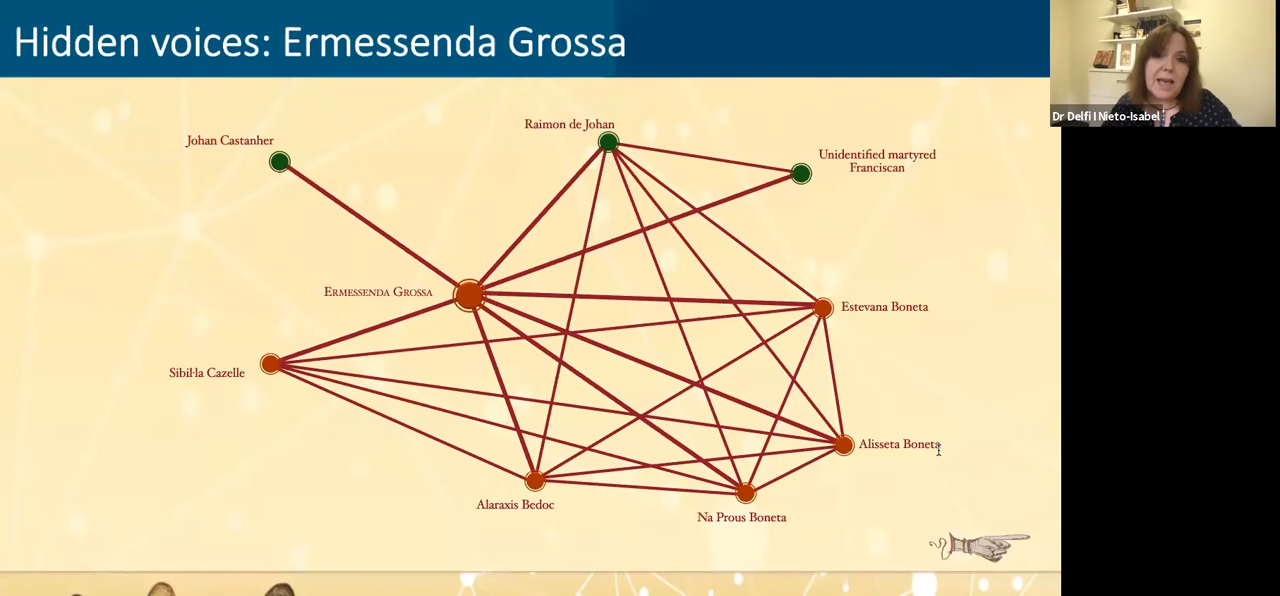 Hidden voices: Ermessenda Grossa
Dr Delfi I Nieto-Isabel
Raimon de Johan
Johan Castanher
Unidentified martyred
Franciscan
Ermessenda Grossa
Estevana Boneta
Sibil·la Cazelle
Alisseta Boneta
Alaraxis Bedoc
Na Prous Boneta